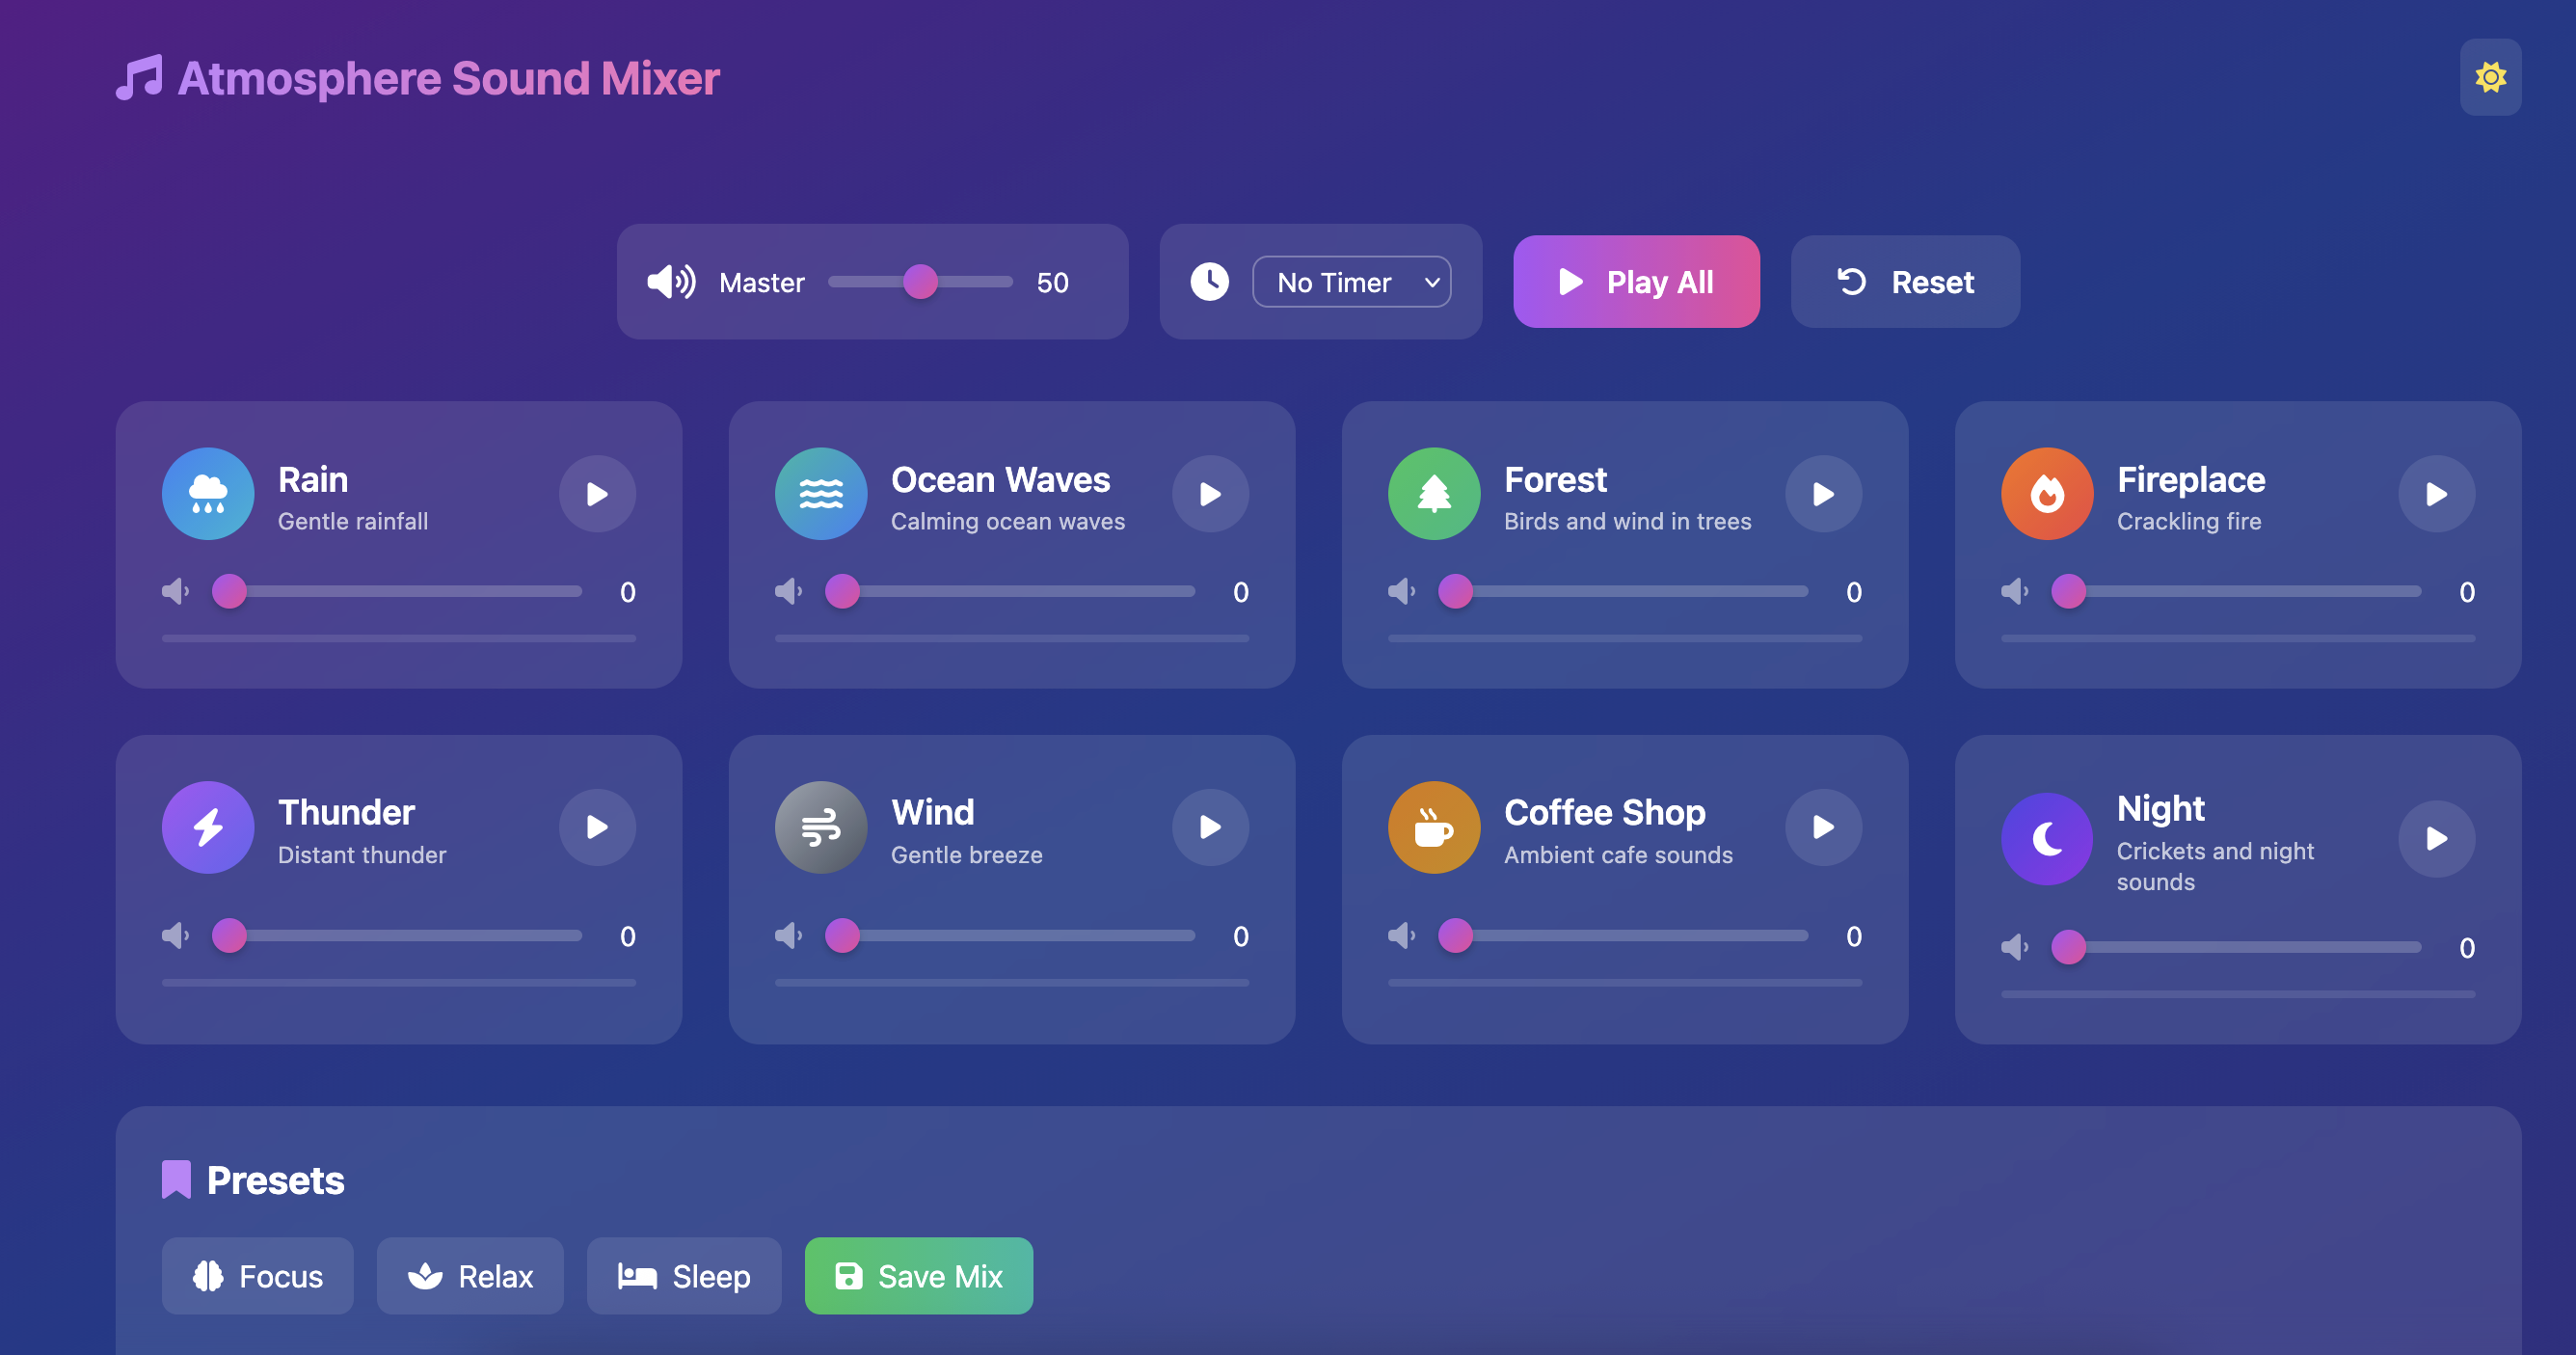 Atmosphere Sound Mixer
Master
50
No Timer
Play All
Reset
Rain
Gentle rainfall
0
Ocean Waves
Calming ocean waves
0
Forest
Birds and wind in trees
0
Fireplace
Crackling fire
0
Thunder
Distant thunder
0
Wind
Gentle breeze
0
Coffee Shop
Ambient cafe sounds
0
Night
Crickets and night
sounds
0
Presets
Focus
Relax
Sleep
Save Mix